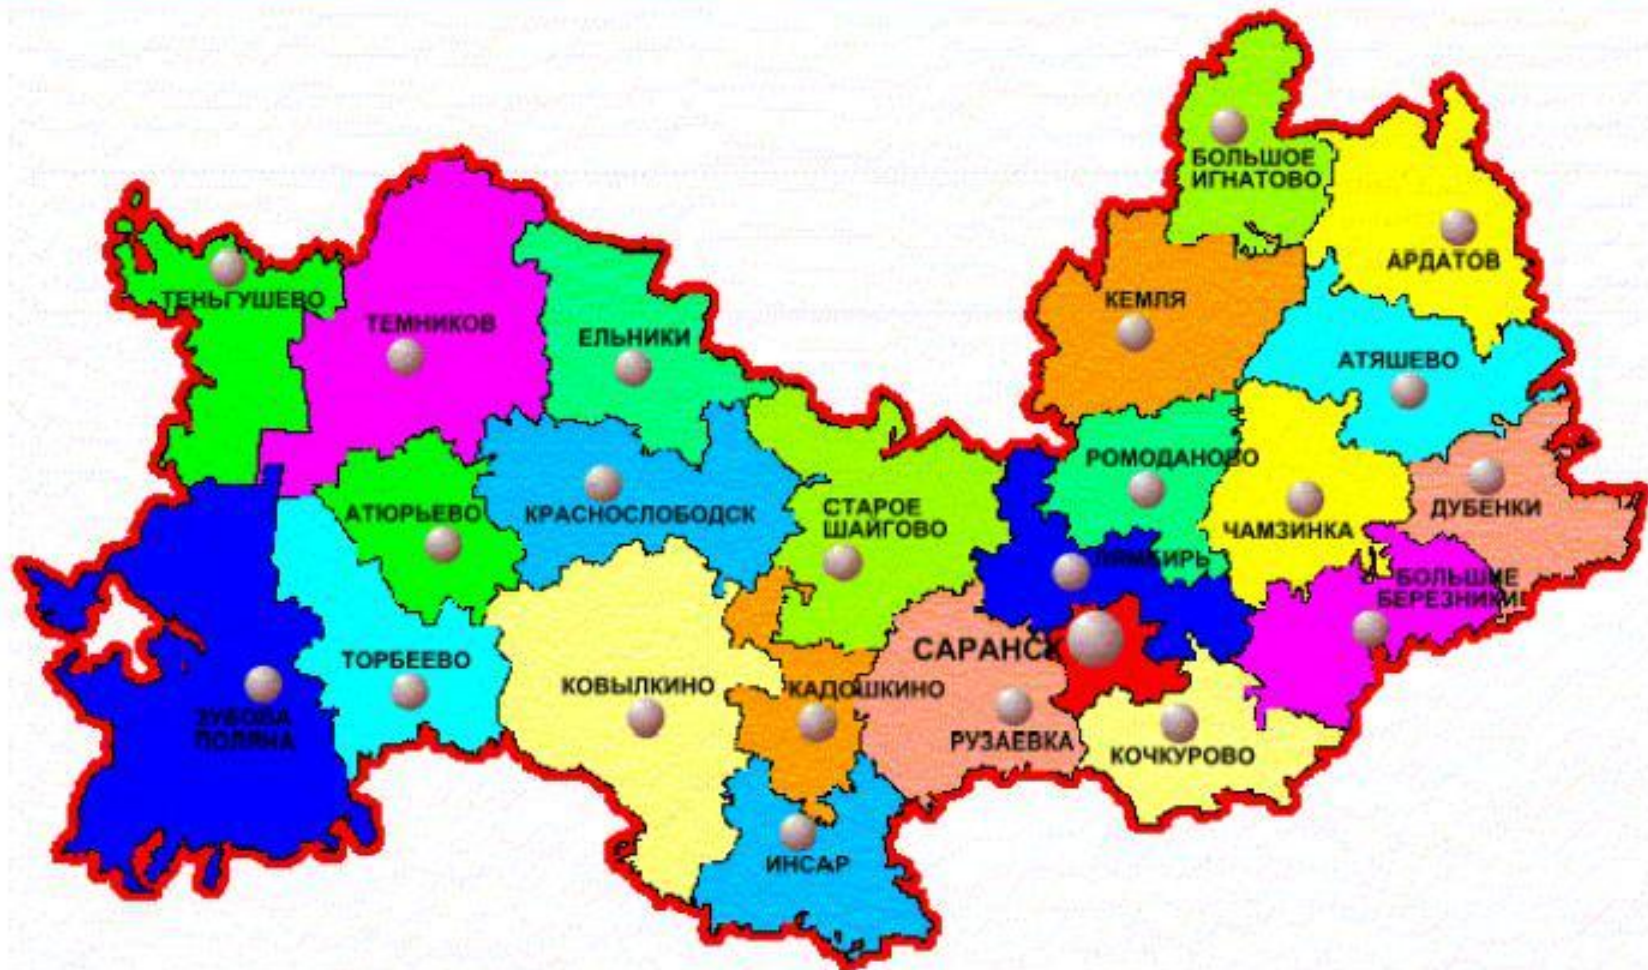 БОЛЬШОЕ
ИГНАТОВО
АРДАТОВ
ТЕНЬГУШЕВО
КЕМЛЯ
ТЕМНИКОВ
ЕЛЬНИКИ
АТЯШЕВО
РОМОДАНОВО
АТЮРЬЕВО
КРАСНОСЛОБОДСК
СТАРОЕ
ШАЙГОВО
ЧАМЗИНКА
ДУБЕНКИ
ЛЯМБИРЬ
БОЛЬШИЕ
БЕРЕЗНИКИ
САРАНСК
ТОРБЕЕВО
КОВЫЛКИНО
КАДОШКИНО
ЗУБОВА
ПОЛЯНА
РУЗАЕВКА
КОЧКУРОВО
ИНСАР